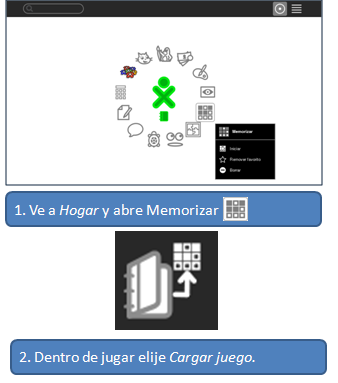 Memorizar
Iniciar
Remover favorito
Borrar
1. Ve a Hogar y abre Memorizar
2. Dentro de jugar elije Cargar juego.